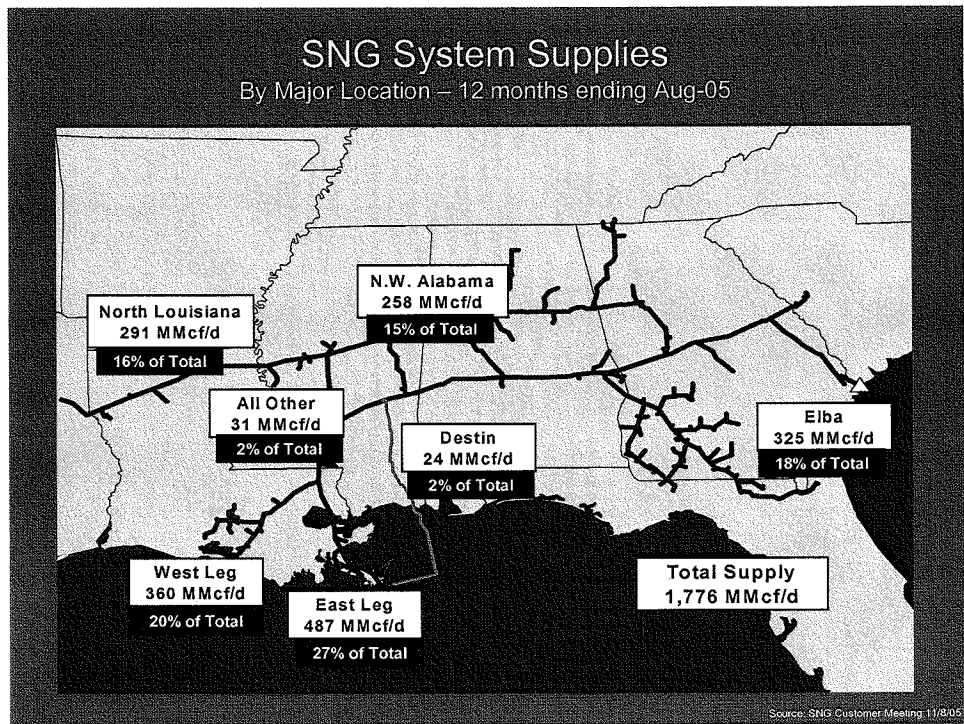 SNG System Supplies
By Major Location – 12 months ending Aug-05
N.W. Alabama
258 MMcf/d
15% of Total
North Louisiana
291 MMcf/d
16% of Total
All Other
31 MMcf/d
2% of Total
Destin
24 MMcf/d
2% of Total
Elba
325 MMcf/d
18% of Total
West Leg
360 MMcf/d
20% of Total
East Leg
487 MMcf/d
27% of Total
Total Supply
1,776 MMcf/d
Source: SNG Customer Meeting 11/8/05